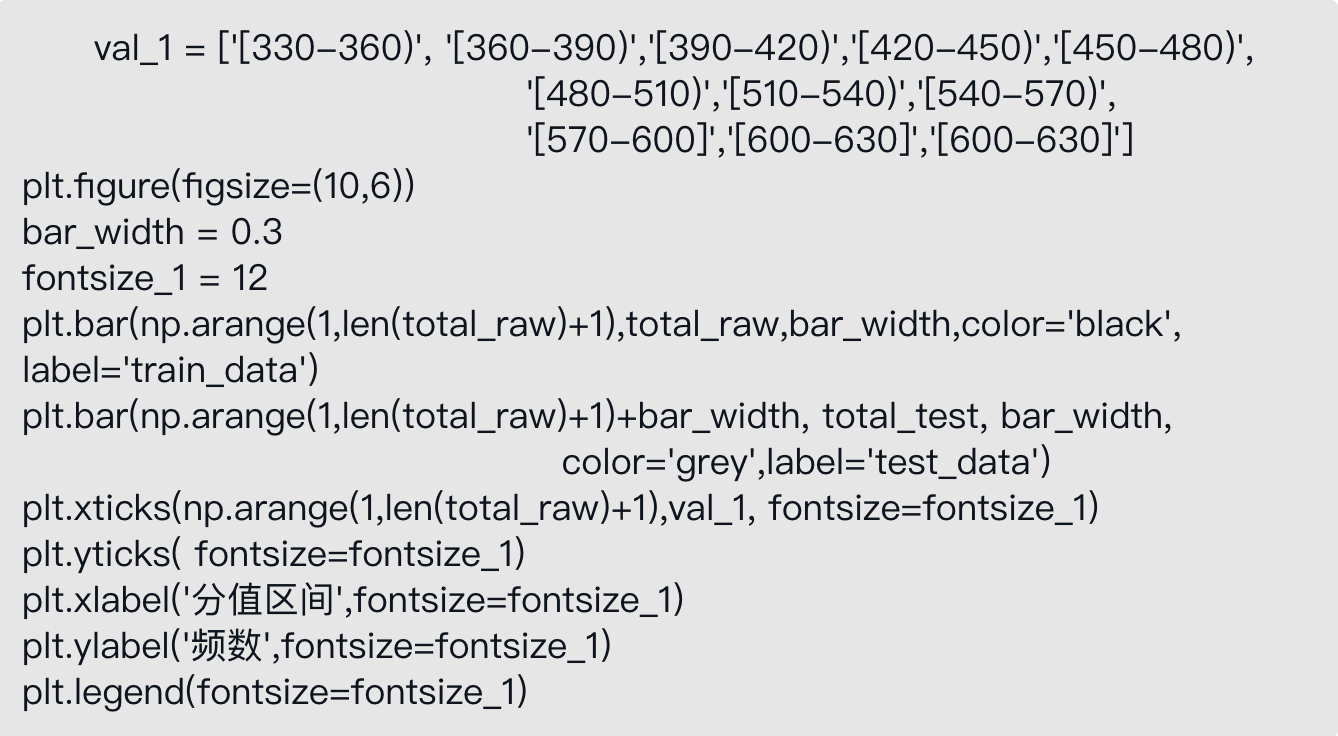 val_1 = ['[330-360)', '[360-390)','[390-420)','[420-450)','[450-480)',
'[480-510)','[510-540)','[540-570)',
'[570-600]','[600-630]','[600-630]']
plt.figure(figsize=(10,6))
bar_width = 0.3
fontsize_1 = 12
plt.bar(np.arange(1,len(total_raw)+1),total_raw,bar_width,color='black',
label='train_data')
plt.bar(np.arange(1,len(total_raw)+1)+bar_width, total_test, bar_width,
color='grey',label='test_data')
plt.xticks(np.arange(1,len(total_raw)+1),val_1, fontsize=fontsize_1)
plt.yticks( fontsize=fontsize_1)
plt.xlabel('分值区间',fontsize=fontsize_1)
plt.ylabel('频数',fontsize=fontsize_1)
plt.legend(fontsize=fontsize_1)